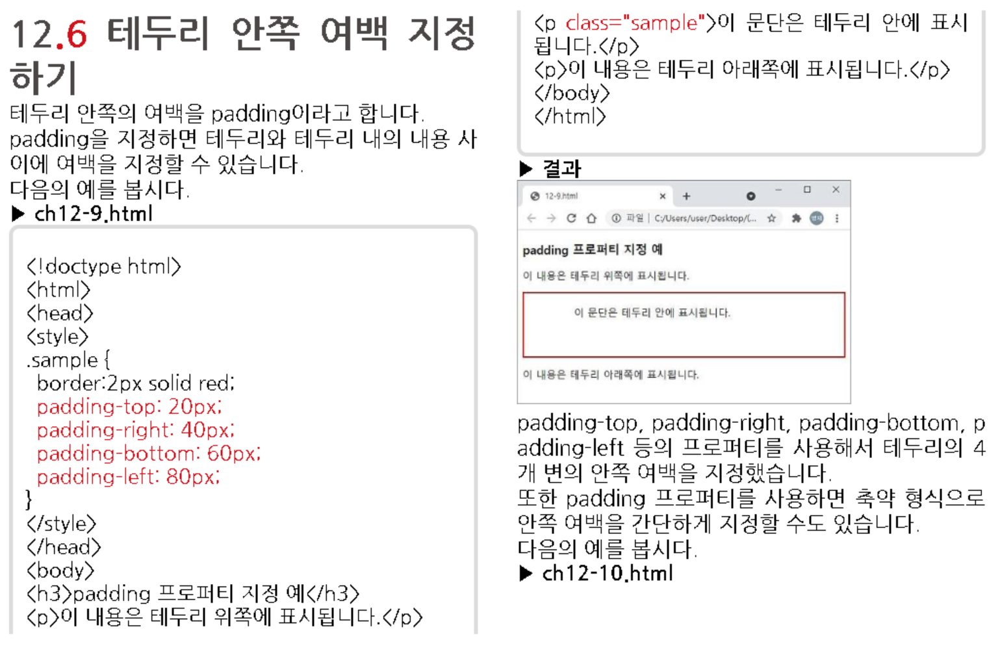 12.6 테두리 안쪽 여백 지정
하기
테두리 안쪽의 여백을 padding이라고 합니다.
padding을 지정하면 테두리와 테두리 내의 내용 사
이에 여백을 지정할 수 있습니다.
다음의 예를 봅시다.
▶ ch12-9.html
<!doctype html>
<html>
<head>
<style>
.sample {
border:2px solid red;
padding-top: 20px;
padding-right: 40px;
padding-bottom: 60px;
padding-left: 80px;
}
</style>
</head>
<body>
<h3>padding 프로퍼티 지정 예</h3>
<p>이 내용은 테두리 위쪽에 표시됩니다.</p>
<p class="sample">이 문단은 테두리 안에 표시
됩니다.</p>
<p>이 내용은 테두리 아래쪽에 표시됩니다.</p>
</body>
</html>
▶ 결과
12-9.html
파일 | C:/Users/user/Desktop/(...
padding 프로퍼티 지정 예
이 내용은 테두리 위쪽에 표시됩니다.
이 문단은 테두리 안에 표시됩니다.
이 내용은 테두리 아래쪽에 표시됩니다.
padding-top, padding-right, padding-bottom, p
adding-left 등의 프로퍼티를 사용해서 테두리의 4
개 변의 안쪽 여백을 지정했습니다.
또한 padding 프로퍼티를 사용하면 축약 형식으로
안쪽 여백을 간단하게 지정할 수도 있습니다.
다음의 예를 봅시다.
▶ ch12-10.html